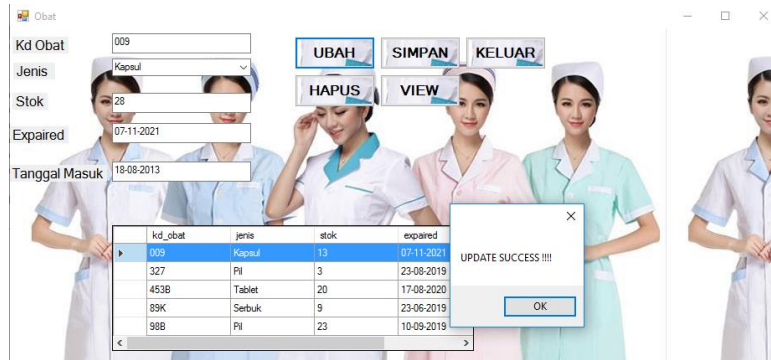 Obat
Kd Obat 009
Jenis Kapsul
Stok 28
Expaired 07-11-2021
Tanggal Masuk 18-08-2013
UBAH SIMPAN KELUAR
HAPUS VIEW
kd_obat jenis stok expaired
009 Kapsul 13 07-11-2021
327 Pil 3 23-08-2019
453B Tablet 20 17-08-2020
89K Serbuk 9 23-06-2019
98B Pil 23 10-09-2019
UPDATE SUCCESS !!!!
OK